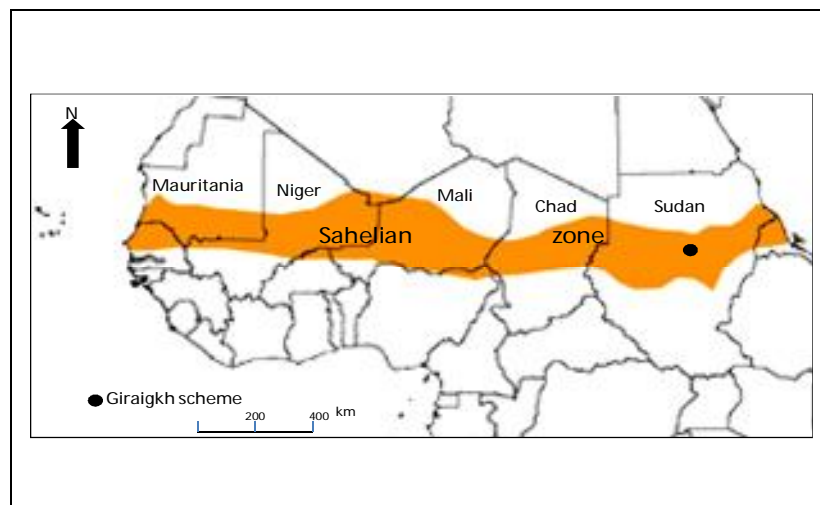 N
Mauritania
Niger
Mali
Chad
Sudan
Sahelian zone
Giraigkh scheme
200 400 km